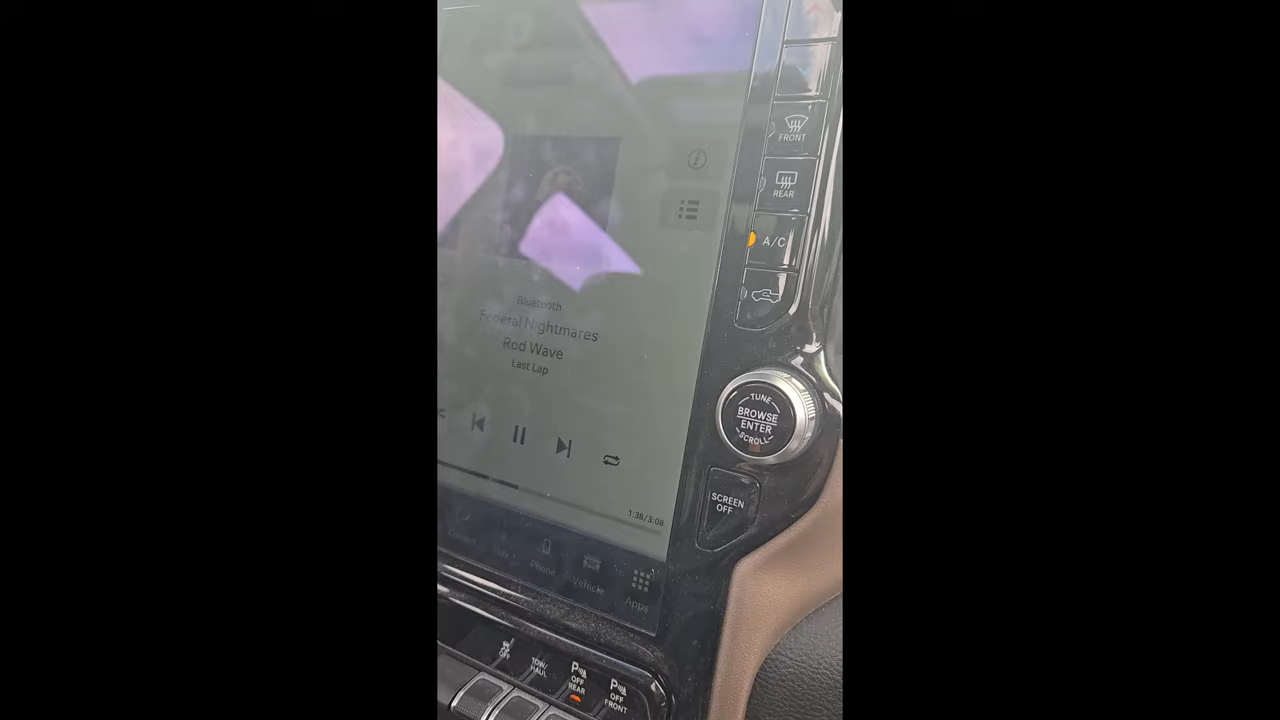 FRONT
REAR
A/C
Bluetooth
Federal Nightmares
Rod Wave
Last Lap
TUNE
BROWSE
ENTER
SCROLL
SCREEN
OFF
1:38/3:08
Phone
Vehicle
Apps
OFF
TOW/
HAUL
P
OFF
REAR
P
OFF
FRONT